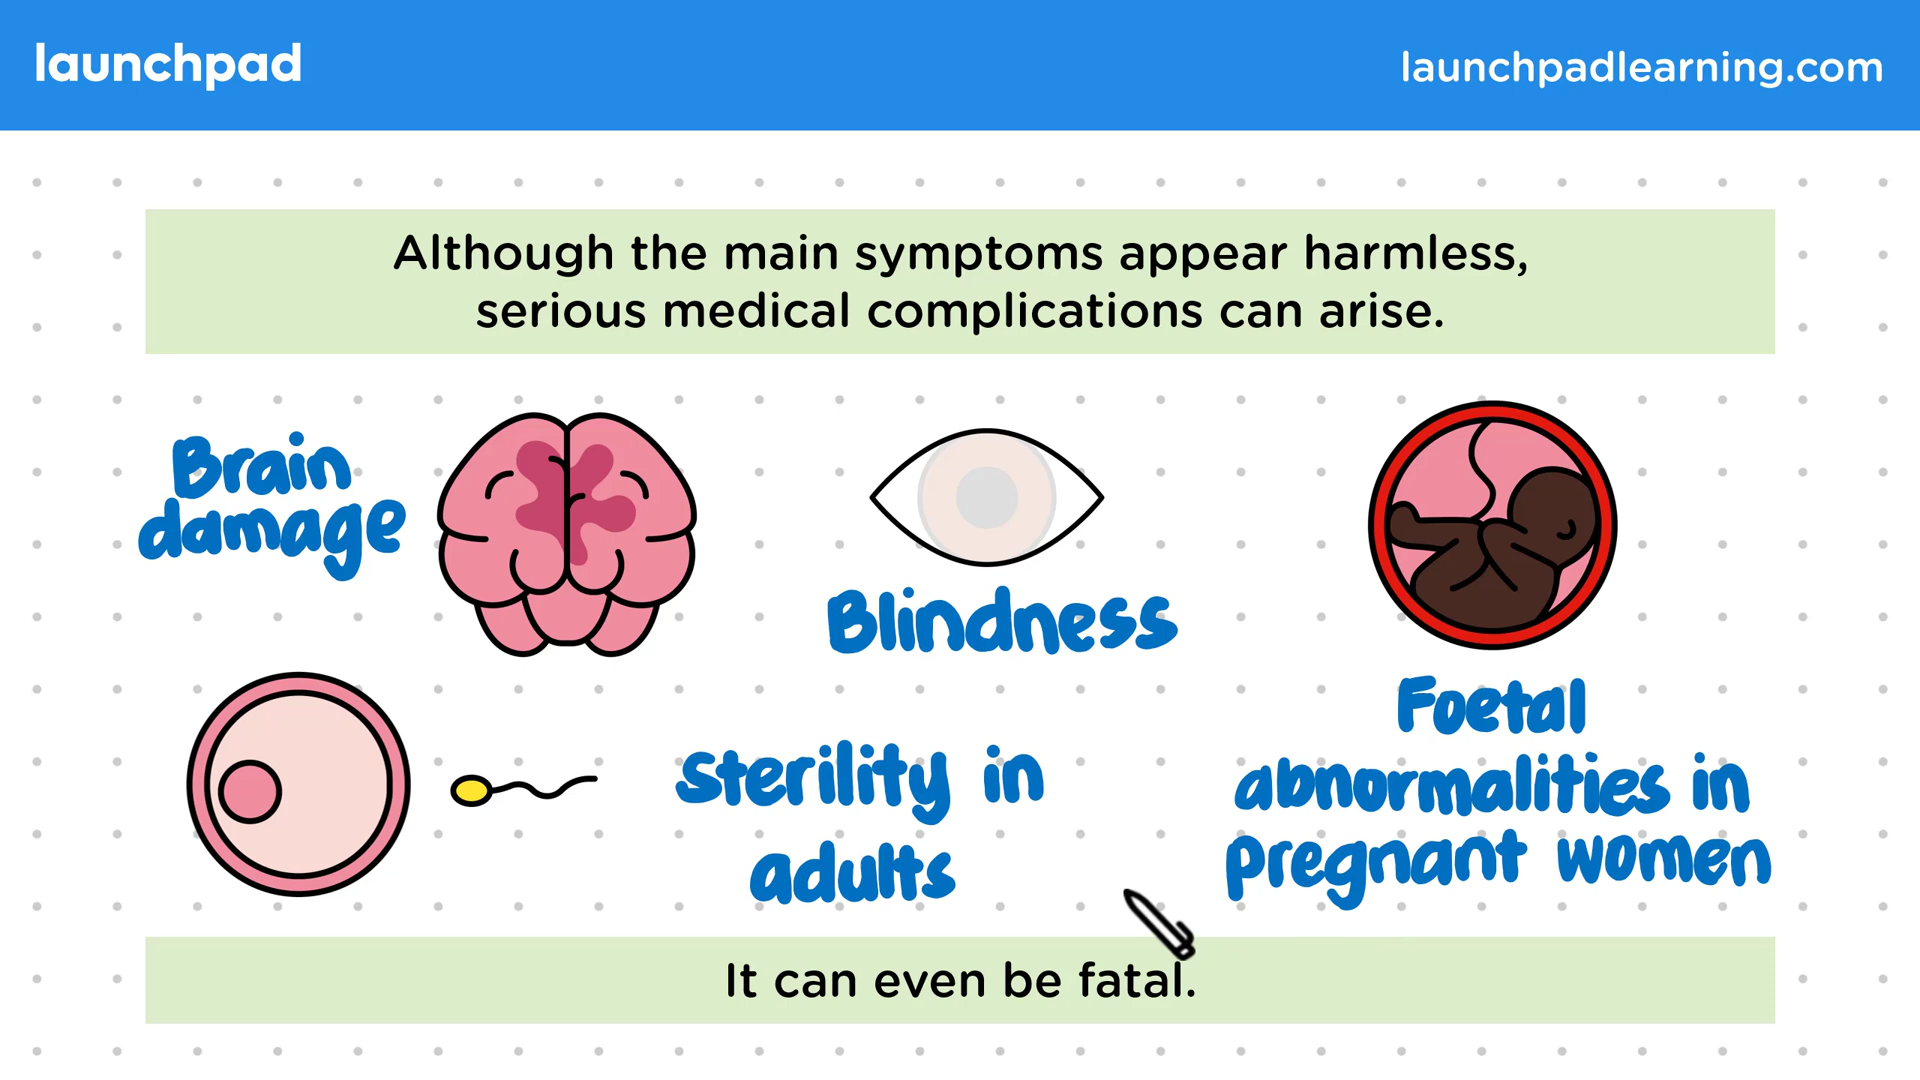 launchpad
launchpadlearning.com
Although the main symptoms appear harmless,
serious medical complications can arise.
Brain
damage
Blindness
sterility in
adults
Foetal
abnormalities in
pregnant women
It can even be fatal.